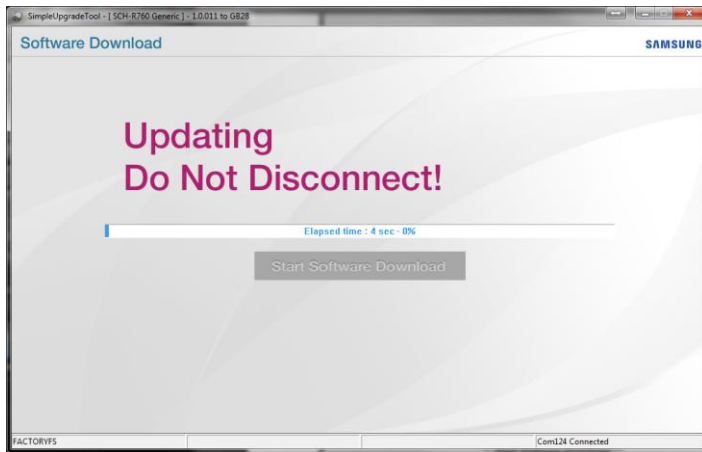 SimpleUpgradeTool - [ SCH-R760 Generic ] - 1.0.011 to GB28
Software Download
SAMSUNG
Updating
Do Not Disconnect!
Elapsed time : 4 sec - 0%
Start Software Download
FACTORYFS
Com124 Connected